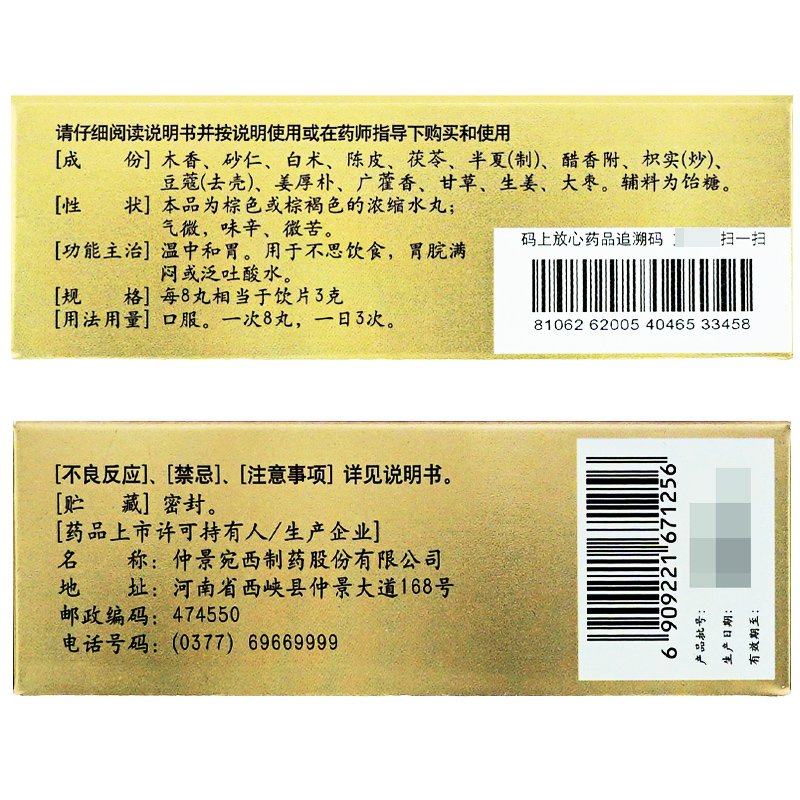 请仔细阅读说明书并按说明使用或在药师指导下购买和使用
[成　份] 木香、砂仁、白术、陈皮、茯苓、半夏(制)、醋香附、枳实(炒)、
豆蔻(去壳)、姜厚朴、广藿香、甘草、生姜、大枣。辅料为饴糖。
[性　状] 本品为棕色或棕褐色的浓缩水丸；
气微，味辛、微苦。
[功能主治] 温中和胃。用于不思饮食，胃脘满
闷或泛吐酸水。
[规　格] 每8丸相当于饮片3克
[用法用量] 口服。一次8丸，一日3次。
码上放心药品追溯码 扫一扫
81062 62005 40465 33458
[不良反应]、[禁忌]、[注意事项] 详见说明书。
[贮　藏] 密封。
[药品上市许可持有人/生产企业]
名　称：仲景宛西制药股份有限公司
地　址：河南省西峡县仲景大道168号
邮政编码：474550
电话号码：(0377) 69669999
6 909221 671256
产品批号：
生产日期：
有效期至：